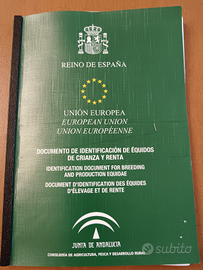 REINO DE ESPAÑA
UNIÓN EUROPEA
EUROPEAN UNION
UNION EUROPÉENNE
DOCUMENTO DE IDENTIFICACIÓN DE ÉQUIDOS
DE CRIANZA Y RENTA
IDENTIFICATION DOCUMENT FOR BREEDING
AND PRODUCTION EQUIDAE
DOCUMENT D'IDENTIFICATION DES ÉQUIDES
D'ÉLEVAGE ET DE RENTE
JUNTA DE ANDALUCIA
CONSEJERÍA DE AGRICULTURA, PESCA Y DESARROLLO RURAL
subito